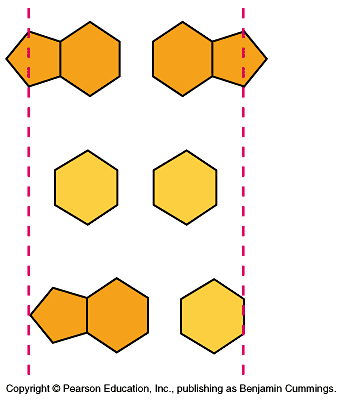 Copyright © Pearson Education, Inc., publishing as Benjamin Cummings.